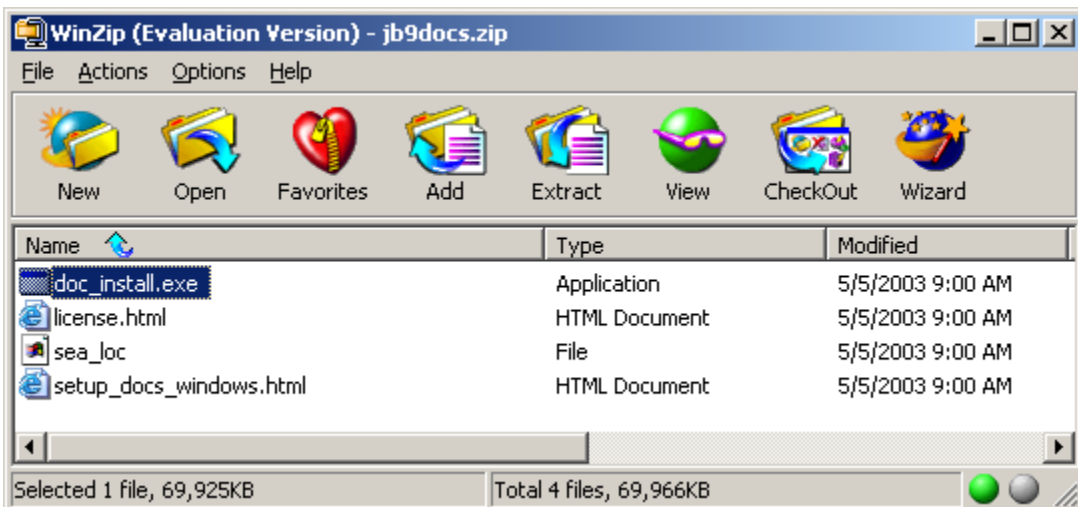 WinZip (Evaluation Version) - jb9docs.zip
File Actions Options Help
New Open Favorites Add Extract View CheckOut Wizard
Name Type Modified
doc_install.exe Application 5/5/2003 9:00 AM
license.html HTML Document 5/5/2003 9:00 AM
sea_loc File 5/5/2003 9:00 AM
setup_docs_windows.html HTML Document 5/5/2003 9:00 AM
Selected 1 file, 69,925KB Total 4 files, 69,966KB